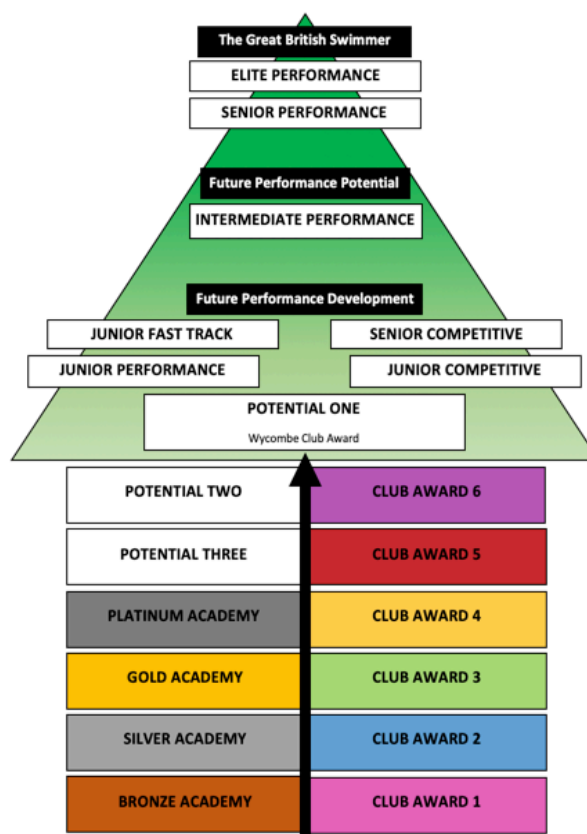 The Great British Swimmer
ELITE PERFORMANCE
SENIOR PERFORMANCE
Future Performance Potential
INTERMEDIATE PERFORMANCE
Future Performance Development
JUNIOR FAST TRACK
SENIOR COMPETITIVE
JUNIOR PERFORMANCE
JUNIOR COMPETITIVE
POTENTIAL ONE
Wycombe Club Award
POTENTIAL TWO
CLUB AWARD 6
POTENTIAL THREE
CLUB AWARD 5
PLATINUM ACADEMY
CLUB AWARD 4
GOLD ACADEMY
CLUB AWARD 3
SILVER ACADEMY
CLUB AWARD 2
BRONZE ACADEMY
CLUB AWARD 1